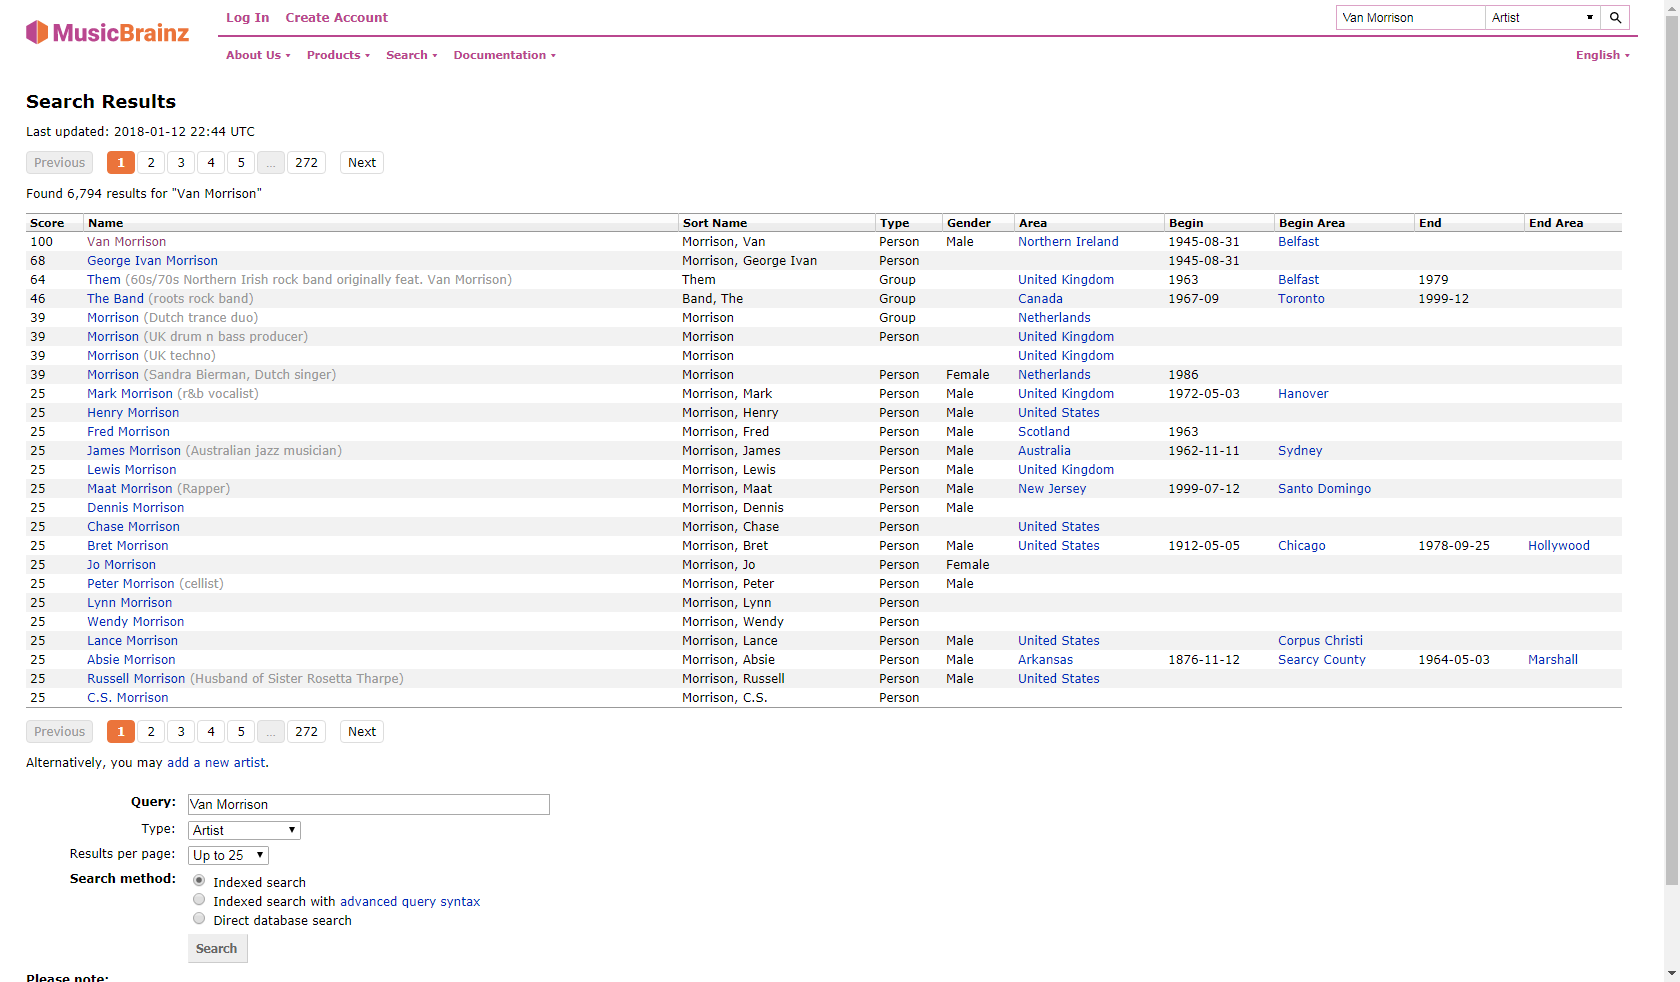 MusicBrainz
Log In Create Account
Van Morrison Artist
About Us Products Search Documentation English
Search Results
Last updated: 2018-01-12 22:44 UTC
Previous 1 2 3 4 5 ... 272 Next
Found 6,794 results for "Van Morrison"
Score Name Sort Name Type Gender Area Begin Begin Area End End Area
100 Van Morrison Morrison, Van Person Male Northern Ireland 1945-08-31 Belfast
68 George Ivan Morrison Morrison, George Ivan Person 1945-08-31
64 Them (60s/70s Northern Irish rock band originally feat. Van Morrison) Them Group United Kingdom 1963 Belfast 1979
46 The Band (roots rock band) Band, The Group Canada 1967-09 Toronto 1999-12
39 Morrison (Dutch trance duo) Morrison Group Netherlands
39 Morrison (UK drum n bass producer) Morrison Person United Kingdom
39 Morrison (UK techno) Morrison United Kingdom
39 Morrison (Sandra Bierman, Dutch singer) Morrison Person Female Netherlands 1986
25 Mark Morrison (r&b vocalist) Morrison, Mark Person Male United Kingdom 1972-05-03 Hanover
25 Henry Morrison Morrison, Henry Person Male United States
25 Fred Morrison Morrison, Fred Person Male Scotland 1963
25 James Morrison (Australian jazz musician) Morrison, James Person Male Australia 1962-11-11 Sydney
25 Lewis Morrison Morrison, Lewis Person Male United Kingdom
25 Maat Morrison (Rapper) Morrison, Maat Person Male New Jersey 1999-07-12 Santo Domingo
25 Dennis Morrison Morrison, Dennis Person Male
25 Chase Morrison Morrison, Chase Person United States
25 Bret Morrison Morrison, Bret Person Male United States 1912-05-05 Chicago 1978-09-25 Hollywood
25 Jo Morrison Morrison, Jo Person Female
25 Peter Morrison (cellist) Morrison, Peter Person Male
25 Lynn Morrison Morrison, Lynn Person
25 Wendy Morrison Morrison, Wendy Person
25 Lance Morrison Morrison, Lance Person Male United States Corpus Christi
25 Absie Morrison Morrison, Absie Person Male Arkansas 1876-11-12 Searcy County 1964-05-03 Marshall
25 Russell Morrison (Husband of Sister Rosetta Tharpe) Morrison, Russell Person Male United States
25 C.S. Morrison Morrison, C.S. Person
Previous 1 2 3 4 5 ... 272 Next
Alternatively, you may add a new artist.
Query: Van Morrison
Type: Artist
Results per page: Up to 25
Search method: Indexed search
Indexed search with advanced query syntax
Direct database search
Search
Please note: